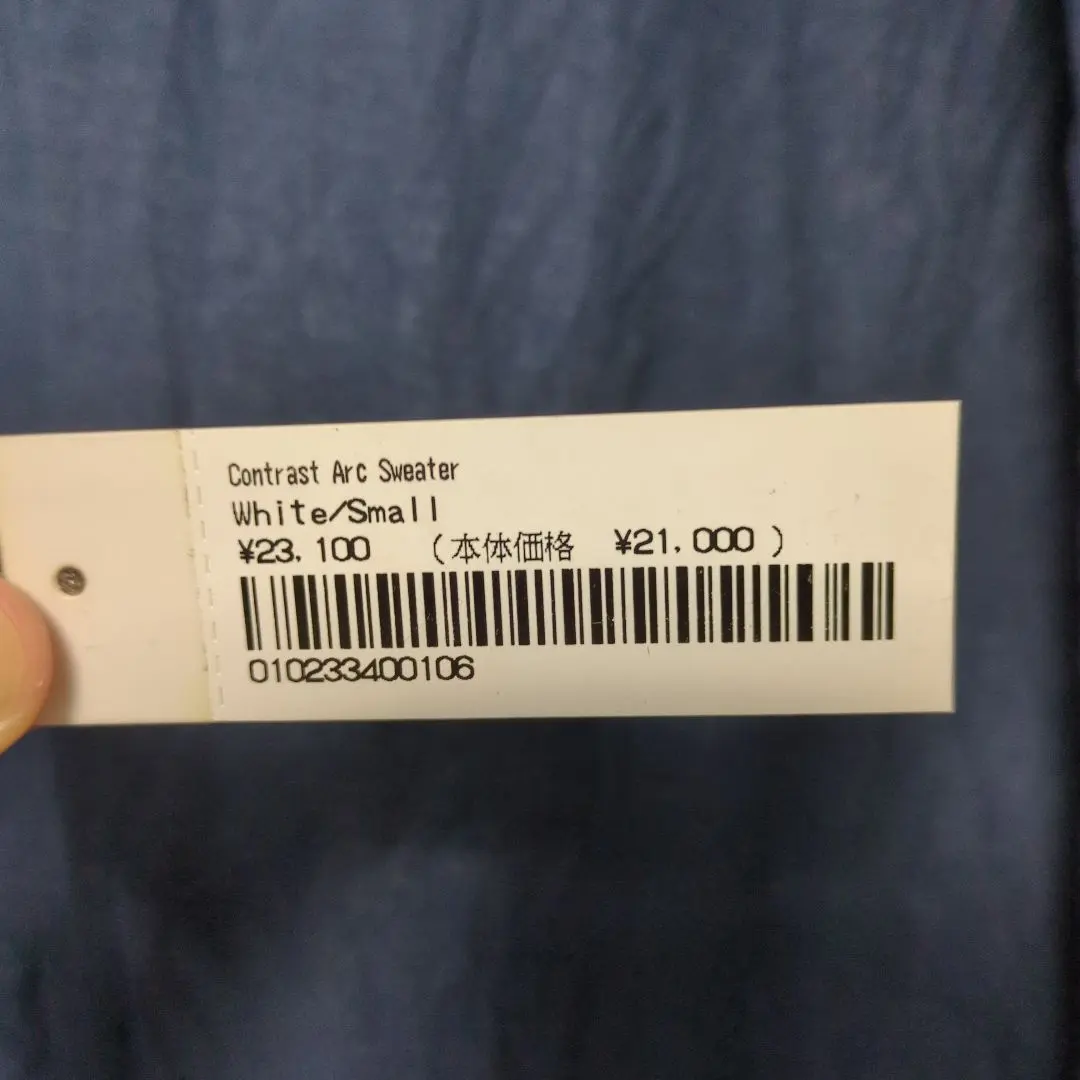 Contrast Arc Sweater
White/Small
¥23,100 (本体価格 ¥21,000 )
010233400106